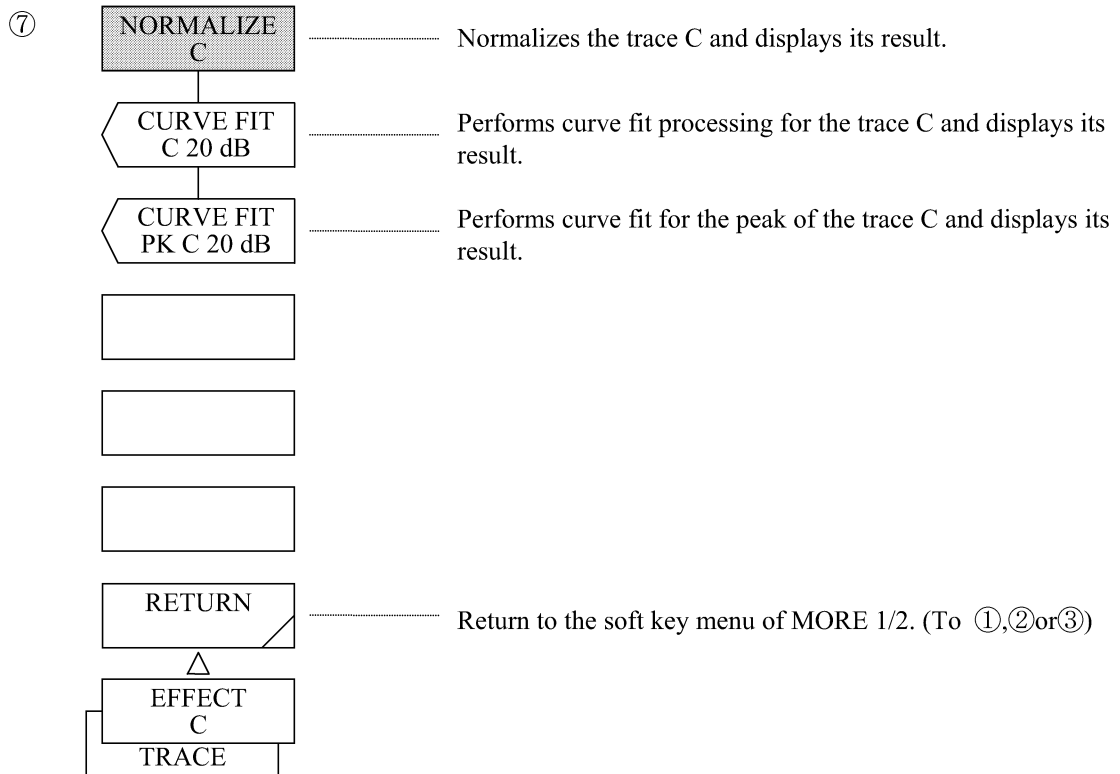 ⑦
NORMALIZE
C
Normalizes the trace C and displays its result.
CURVE FIT
C 20 dB
Performs curve fit processing for the trace C and displays its
result.
CURVE FIT
PK C 20 dB
Performs curve fit for the peak of the trace C and displays its
result.
RETURN
Return to the soft key menu of MORE 1/2. (To ①,②or③)
EFFECT
C
TRACE